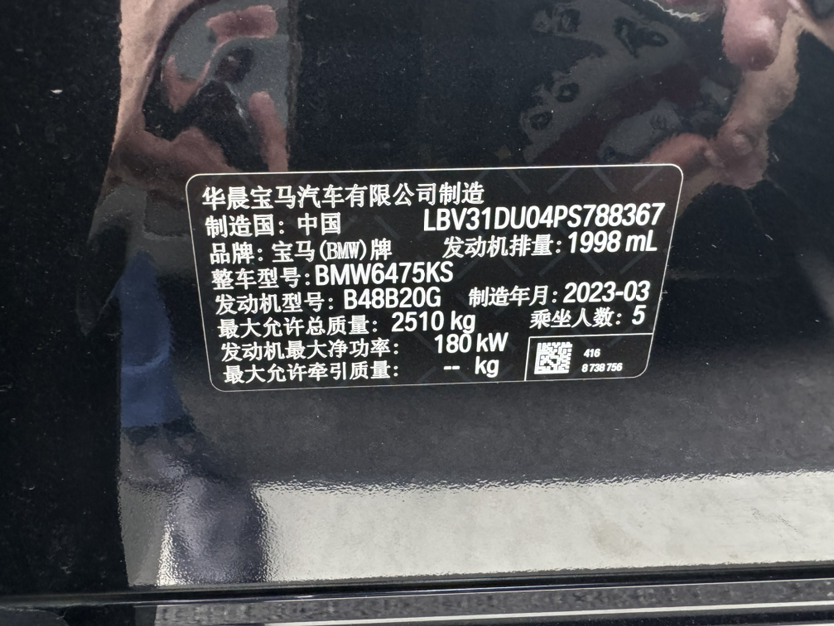 华晨宝马汽车有限公司制造
制造国: 中国 LBV31DU04PS788367
品牌: 宝马(BMW)牌 发动机排量: 1998 mL
整车型号: BMW6475KS
发动机型号: B48B20G 制造年月: 2023-03
最大允许总质量: 2510 kg 乘坐人数: 5
发动机最大净功率: 180 kW
最大允许牵引质量: -- kg
416
8 738 756